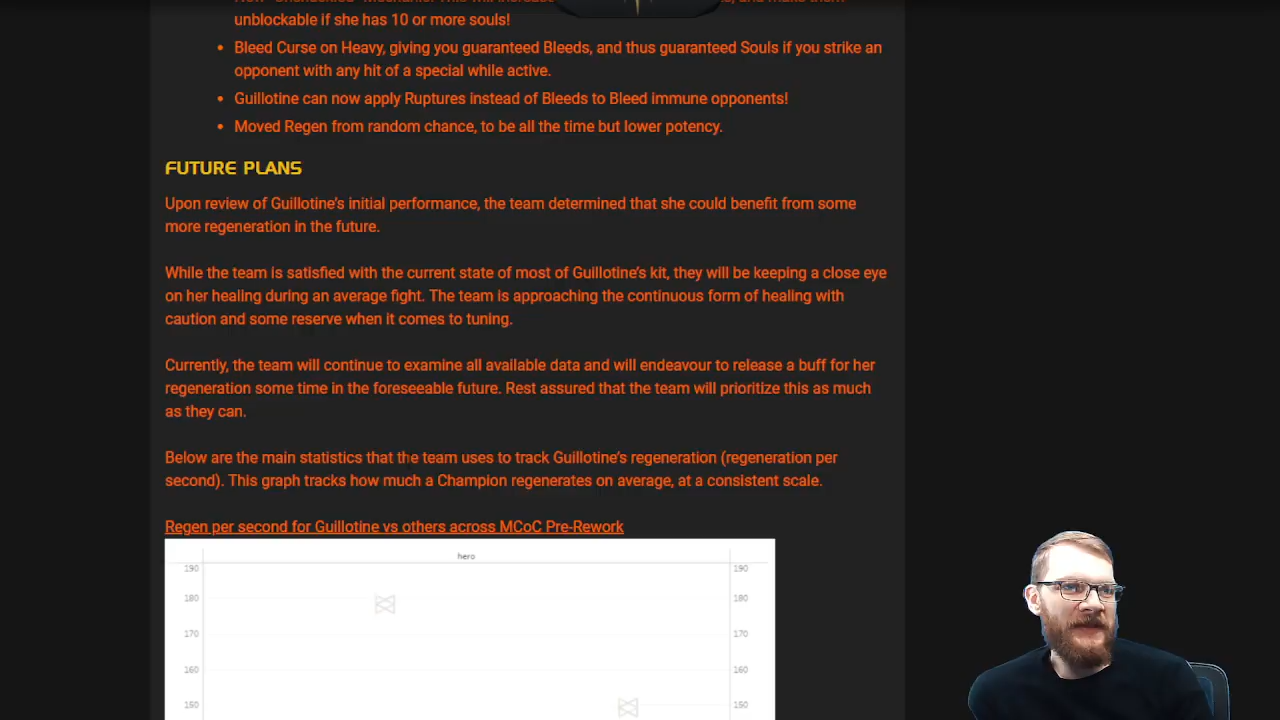 unblockable if she has 10 or more souls!
• Bleed Curse on Heavy, giving you guaranteed Bleeds, and thus guaranteed Souls if you strike an
opponent with any hit of a special while active.
• Guillotine can now apply Ruptures instead of Bleeds to Bleed immune opponents!
• Moved Regen from random chance, to be all the time but lower potency.
FUTURE PLANS
Upon review of Guillotine's initial performance, the team determined that she could benefit from some
more regeneration in the future.
While the team is satisfied with the current state of most of Guillotine's kit, they will be keeping a close eye
on her healing during an average fight. The team is approaching the continuous form of healing with
caution and some reserve when it comes to tuning.
Currently, the team will continue to examine all available data and will endeavour to release a buff for her
regeneration some time in the foreseeable future. Rest assured that the team will prioritize this as much
as they can.
Below are the main statistics that the team uses to track Guillotine's regeneration (regeneration per
second). This graph tracks how much a Champion regenerates on average, at a consistent scale.
Regen per second for Guillotine vs others across MCoC Pre-Rework
hero
190 190
180 180
170 170
160 160
150 150